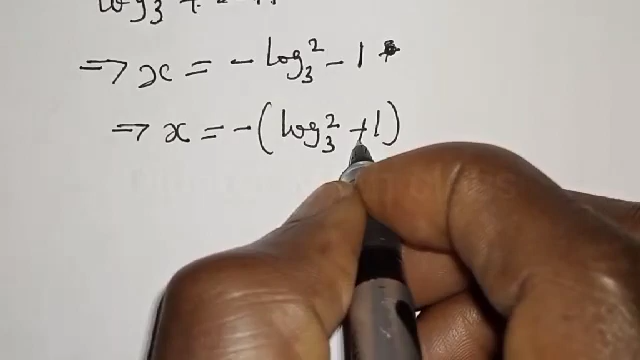 ⇒ x = - log₃² - 1
⇒ x = - ( log₃² + 1 )